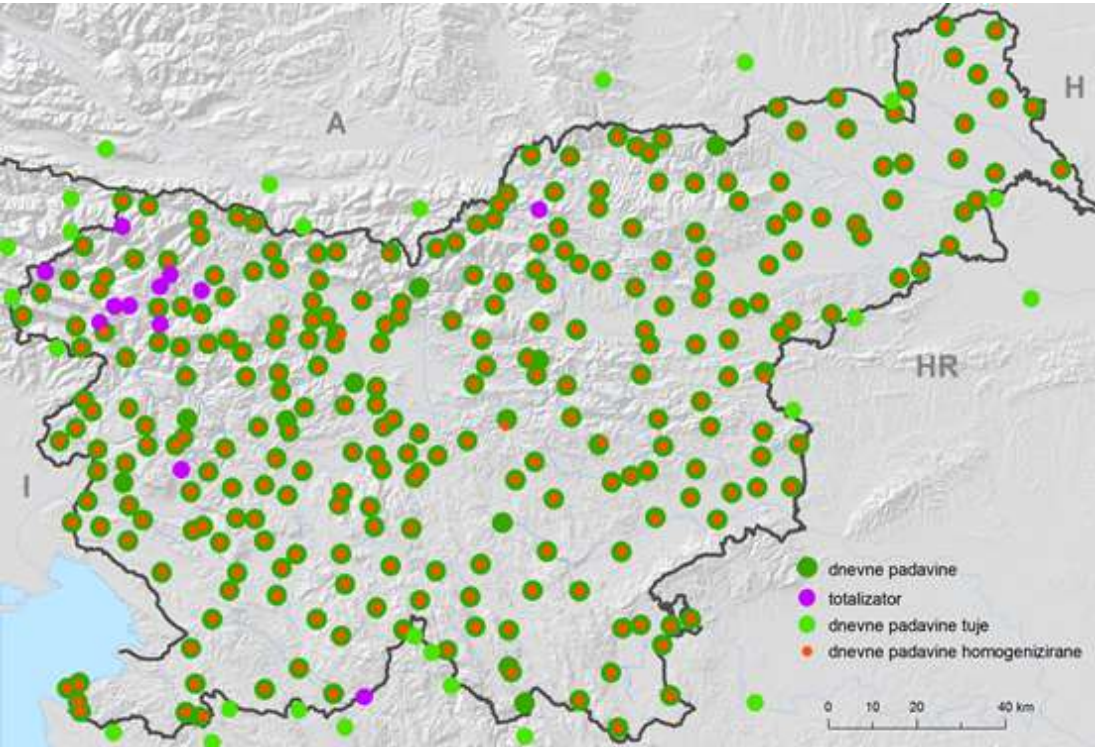 A
H
HR
I
dnevne padavine
totalizator
dnevne padavine tuje
dnevne padavine homogenizirane
0 10 20 40 km